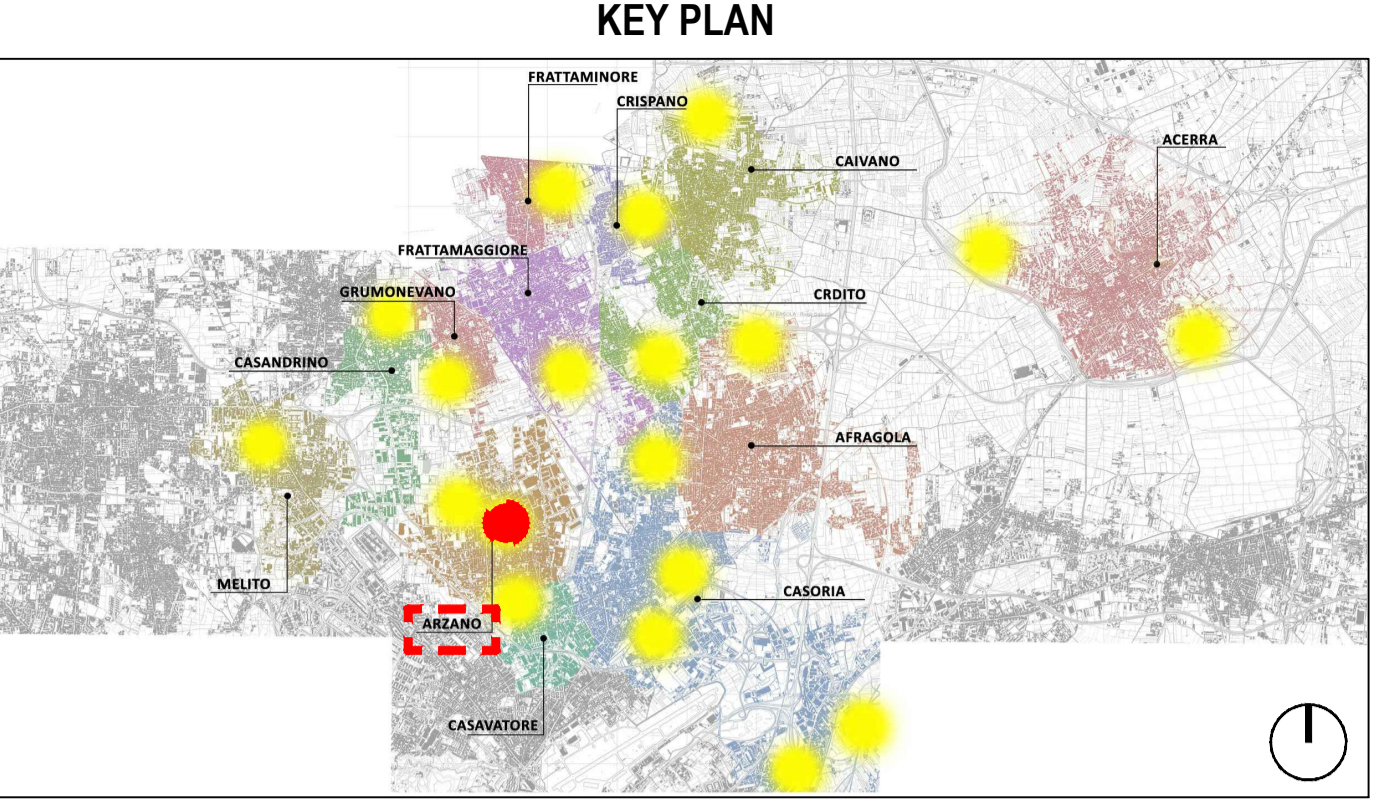 KEY PLAN
FRATTAMINORE
CRISPANO
ACERRA
CAIVANO
FRATTAMAGGIORE
GRUMONEVANO
CRDITO
CASANDRINO
AFRAGOLA
MELITO
CASORIA
ARZANO
CASAVATORE